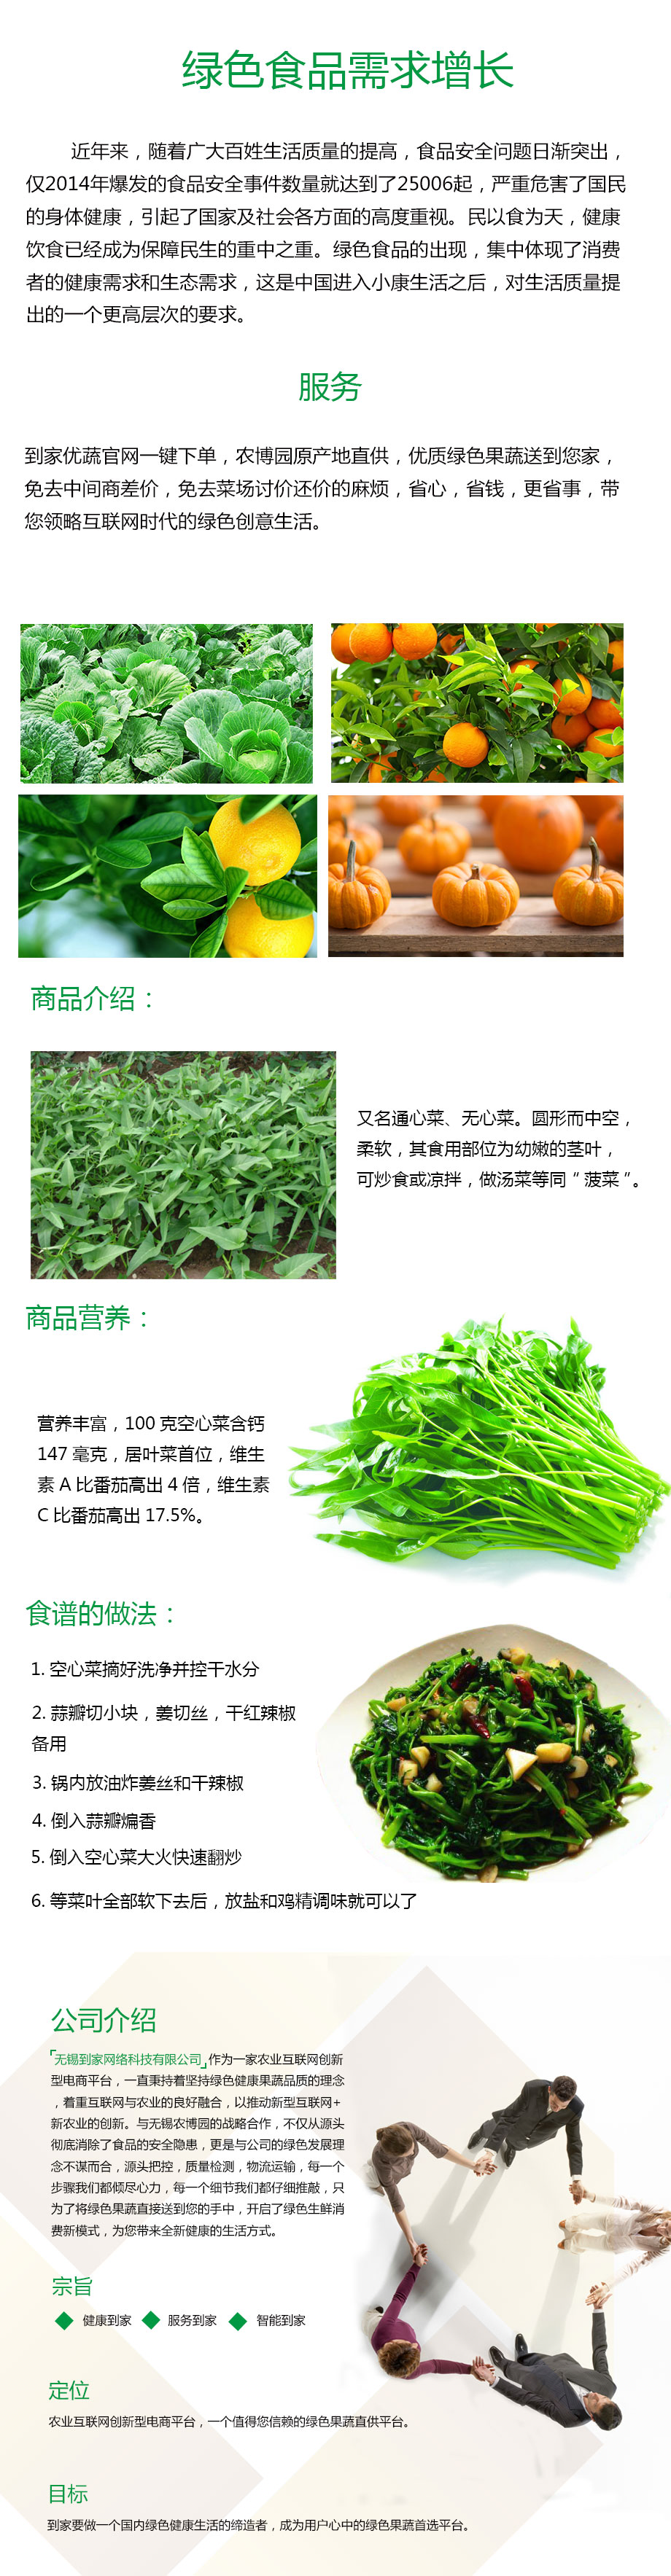 绿色食品需求增长
近年来，随着广大百姓生活质量的提高，食品安全问题日渐突出，
仅2014年爆发的食品安全事件数量就达到了25006起，严重危害了国民
的身体健康，引起了国家及社会各方面的高度重视。民以食为天，健康
饮食已经成为保障民生的重中之重。绿色食品的出现，集中体现了消费
者的健康需求和生态需求，这是中国进入小康生活之后，对生活质量提
出的一个更高层次的要求。
服务
到家优蔬官网一键下单，农博园原产地直供，优质绿色果蔬送到您家，
免去中间商差价，免去菜场讨价还价的麻烦，省心，省钱，更省事，带
您领略互联网时代的绿色创意生活。
商品介绍：
又名通心菜、无心菜。圆形而中空，
柔软，其食用部位为幼嫩的茎叶，
可炒食或凉拌，做汤菜等同“菠菜”。
商品营养：
营养丰富，100 克空心菜含钙
147 毫克，居叶菜首位，维生
素 A 比番茄高出 4 倍，维生素
C 比番茄高出 17.5%。
食谱的做法：
1. 空心菜摘好洗净并控干水分
2. 蒜瓣切小块，姜切丝，干红辣椒
备用
3. 锅内放油炸姜丝和干辣椒
4. 倒入蒜瓣煸香
5. 倒入空心菜大火快速翻炒
6. 等菜叶全部软下去后，放盐和鸡精调味就可以了
公司介绍
「无锡到家网络科技有限公司」作为一家农业互联网创新
型电商平台，一直秉持着坚持绿色健康果蔬品质的理念
，着重互联网与农业的良好融合，以推动新型互联网+
新农业的创新。与无锡农博园的战略合作，不仅从源头
彻底消除了食品的安全隐患，更是与公司的绿色发展理
念不谋而合，源头把控，质量检测，物流运输，每一个
步骤我们都倾尽心力，每一个细节我们都仔细推敲，只
为了将绿色果蔬直接送到您的手中，开启了绿色生鲜消
费新模式，为您带来全新健康的生活方式。
宗旨
健康到家 服务到家 智能到家
定位
农业互联网创新型电商平台，一个值得您信赖的绿色果蔬直供平台。
目标
到家要做一个国内绿色健康生活的缔造者，成为用户心中的绿色果蔬首选平台。